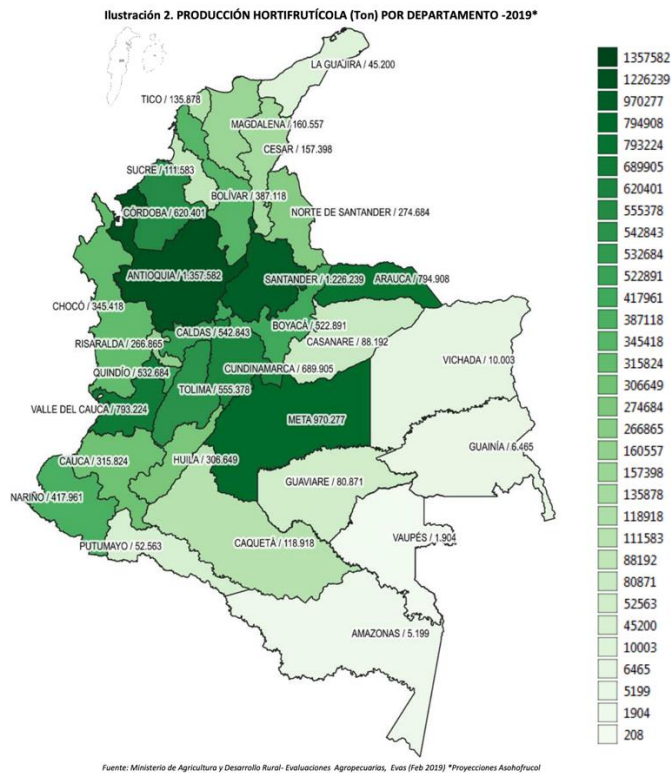 Ilustración 2. PRODUCCIÓN HORTIFRUTÍCOLA (Ton) POR DEPARTAMENTO -2019*
LA GUAJIRA / 45.200
TICO / 135.878
MAGDALENA / 160.557
CESAR / 157.398
SUCRE / 111.583
BOLÍVAR / 387.118
CÓRDOBA / 620.401
NORTE DE SANTANDER / 274.684
ANTIOQUIA / 1.357.582
SANTANDER / 1.226.239
ARAUCA / 794.908
CHOCÓ / 345.418
CALDAS / 542.843
BOYACÁ / 522.891
RISARALDA / 266.865
CASANARE / 88.192
VICHADA / 10.003
QUINDÍO / 532.684
CUNDINAMARCA / 689.905
TOLIMA / 555.378
VALLE DEL CAUCA / 793.224
META 970.277
GUAINÍA / 6.465
CAUCA / 315.824
HUILA / 306.649
GUAVIARE / 80.871
NARIÑO / 417.961
VAUPÉS / 1.904
PUTUMAYO / 52.563
CAQUETÁ / 118.918
AMAZONAS / 5.199
1357582
1226239
970277
794908
793224
689905
620401
555378
542843
532684
522891
417961
387118
345418
315824
306649
274684
266865
160557
157398
135878
118918
111583
88192
80871
52563
45200
10003
6465
5199
1904
208
Fuente: Ministerio de Agricultura y Desarrollo Rural- Evaluaciones Agropecuarias, Evas (Feb 2019) *Proyecciones Asohofrucol